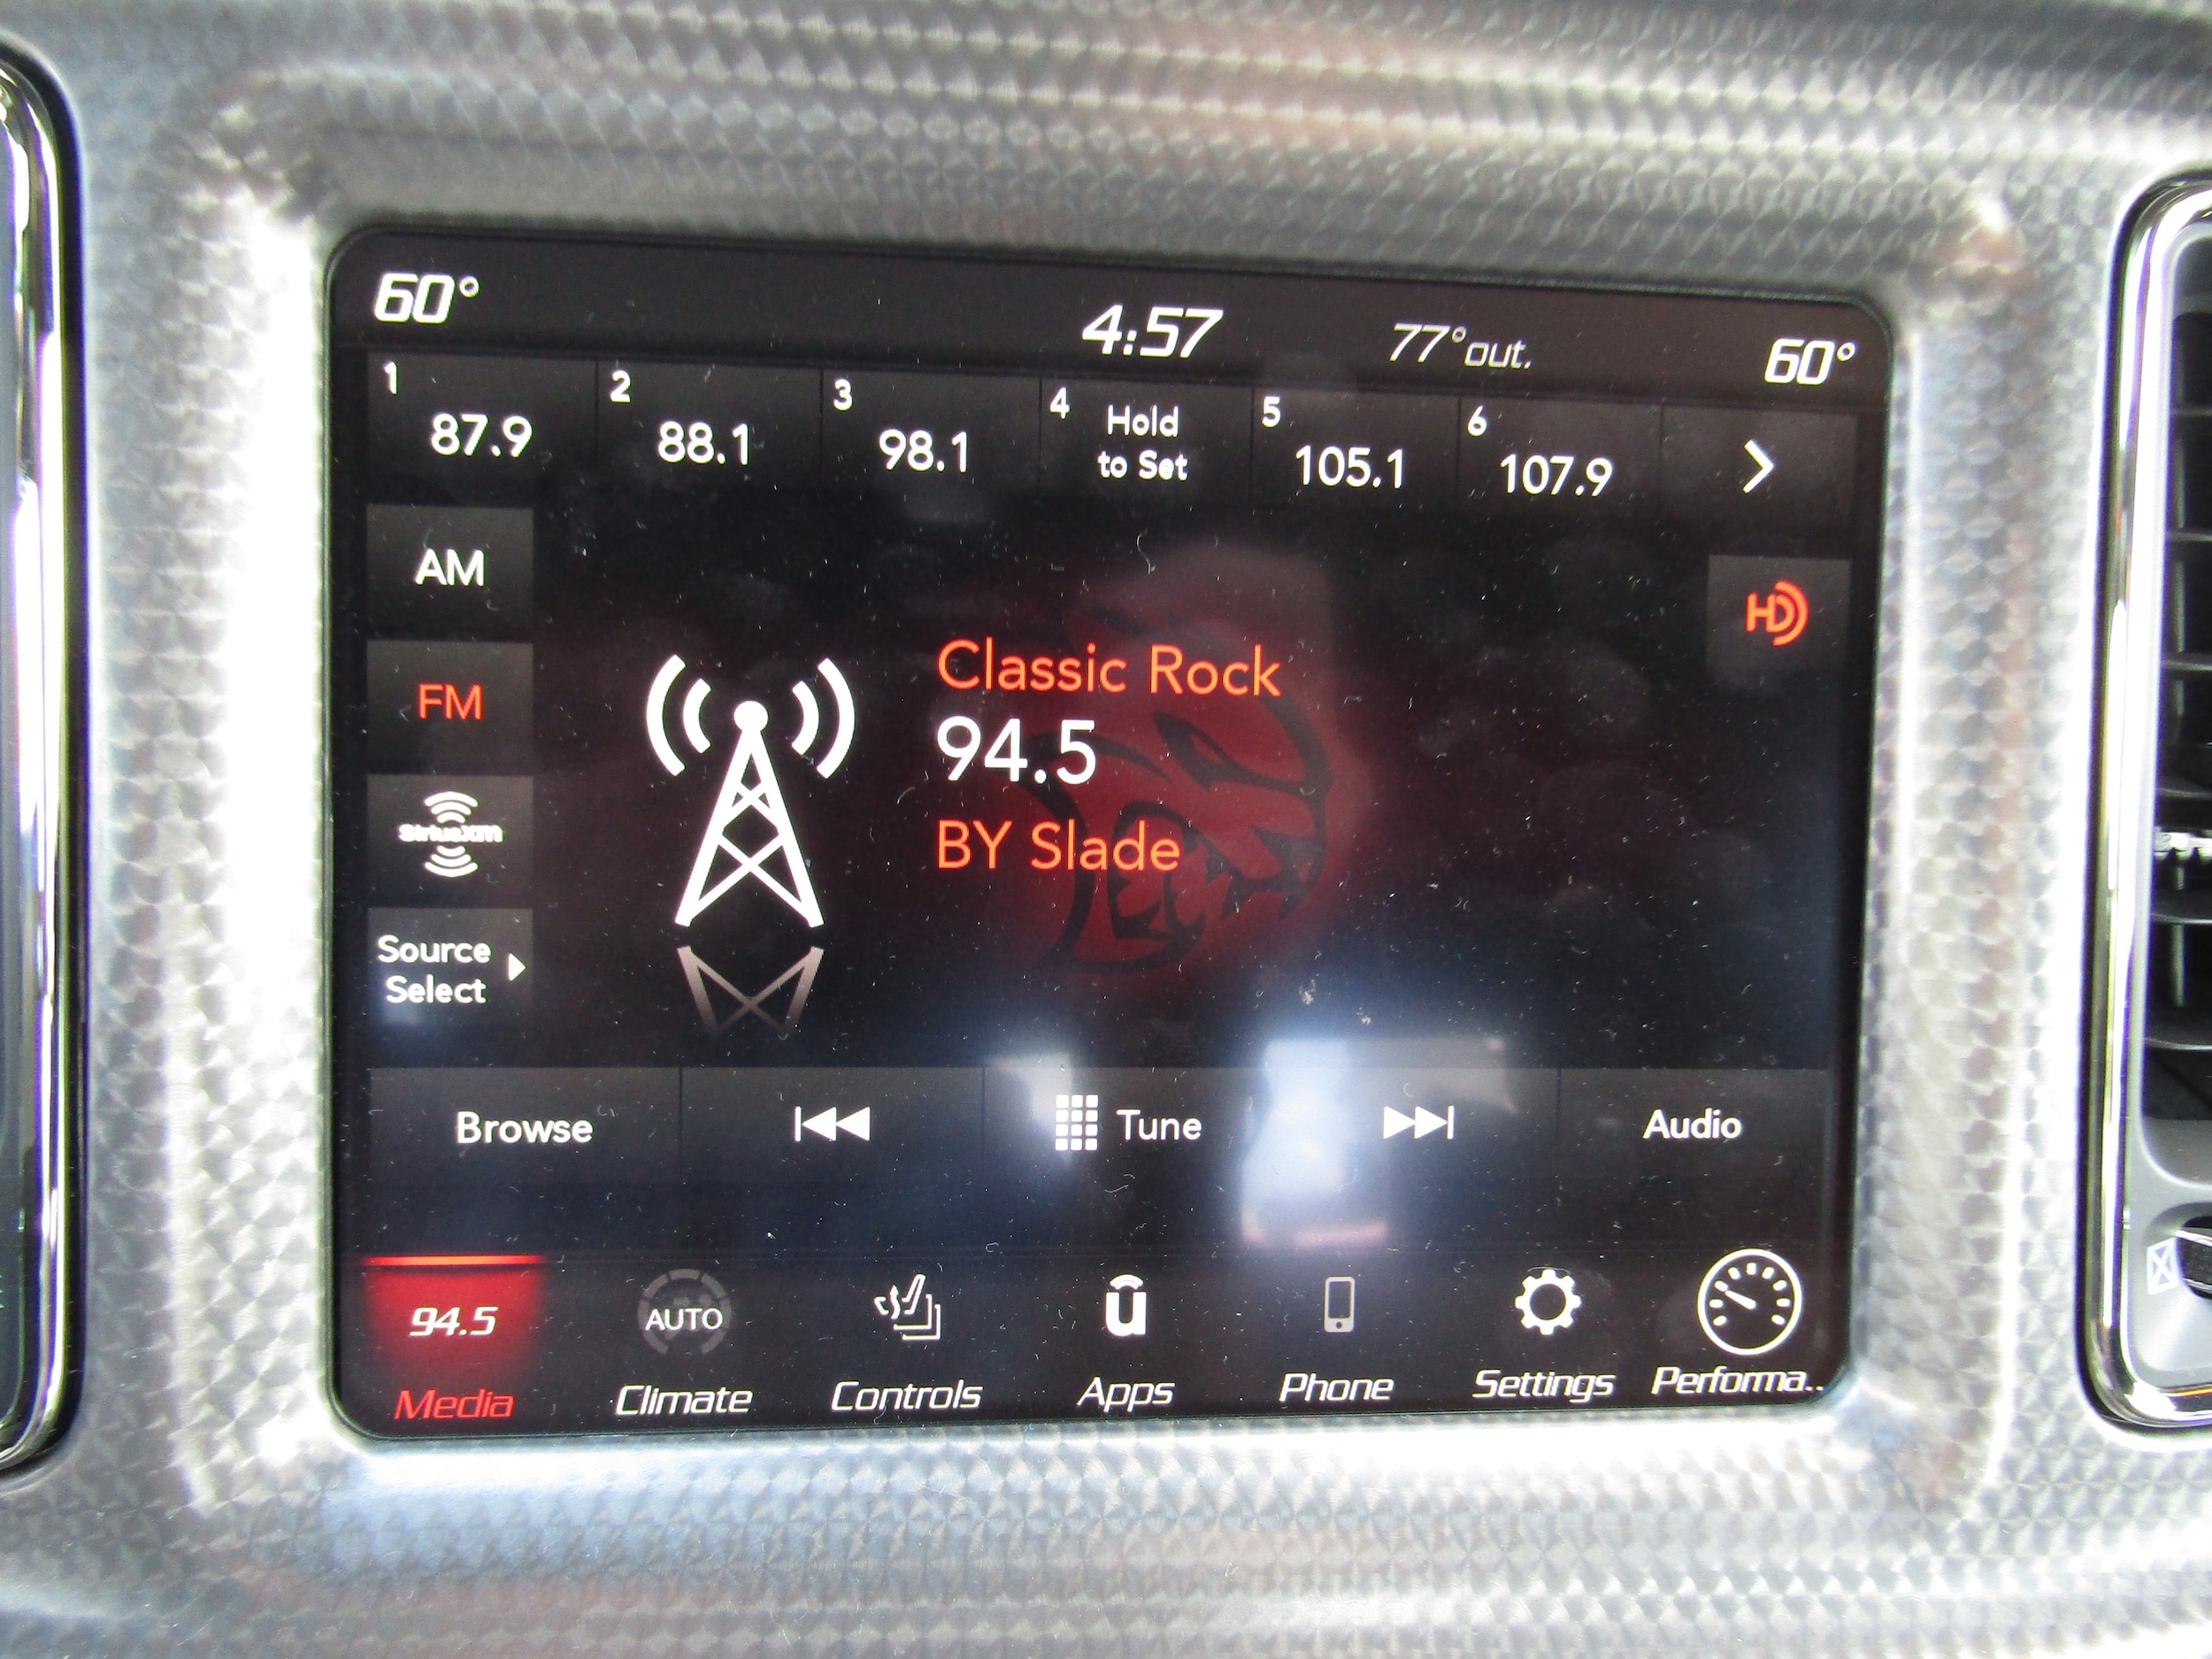 60°
4:57
77° out.
60°
1
87.9
2
88.1
3
98.1
4
Hold
to Set
5
105.1
6
107.9
AM
HD
FM
Classic Rock
94.5
BY Slade
SiriusXM
Source
Select
Browse
Tune
Audio
94.5
Media
AUTO
Climate
Controls
u
Apps
Phone
Settings
Performa..